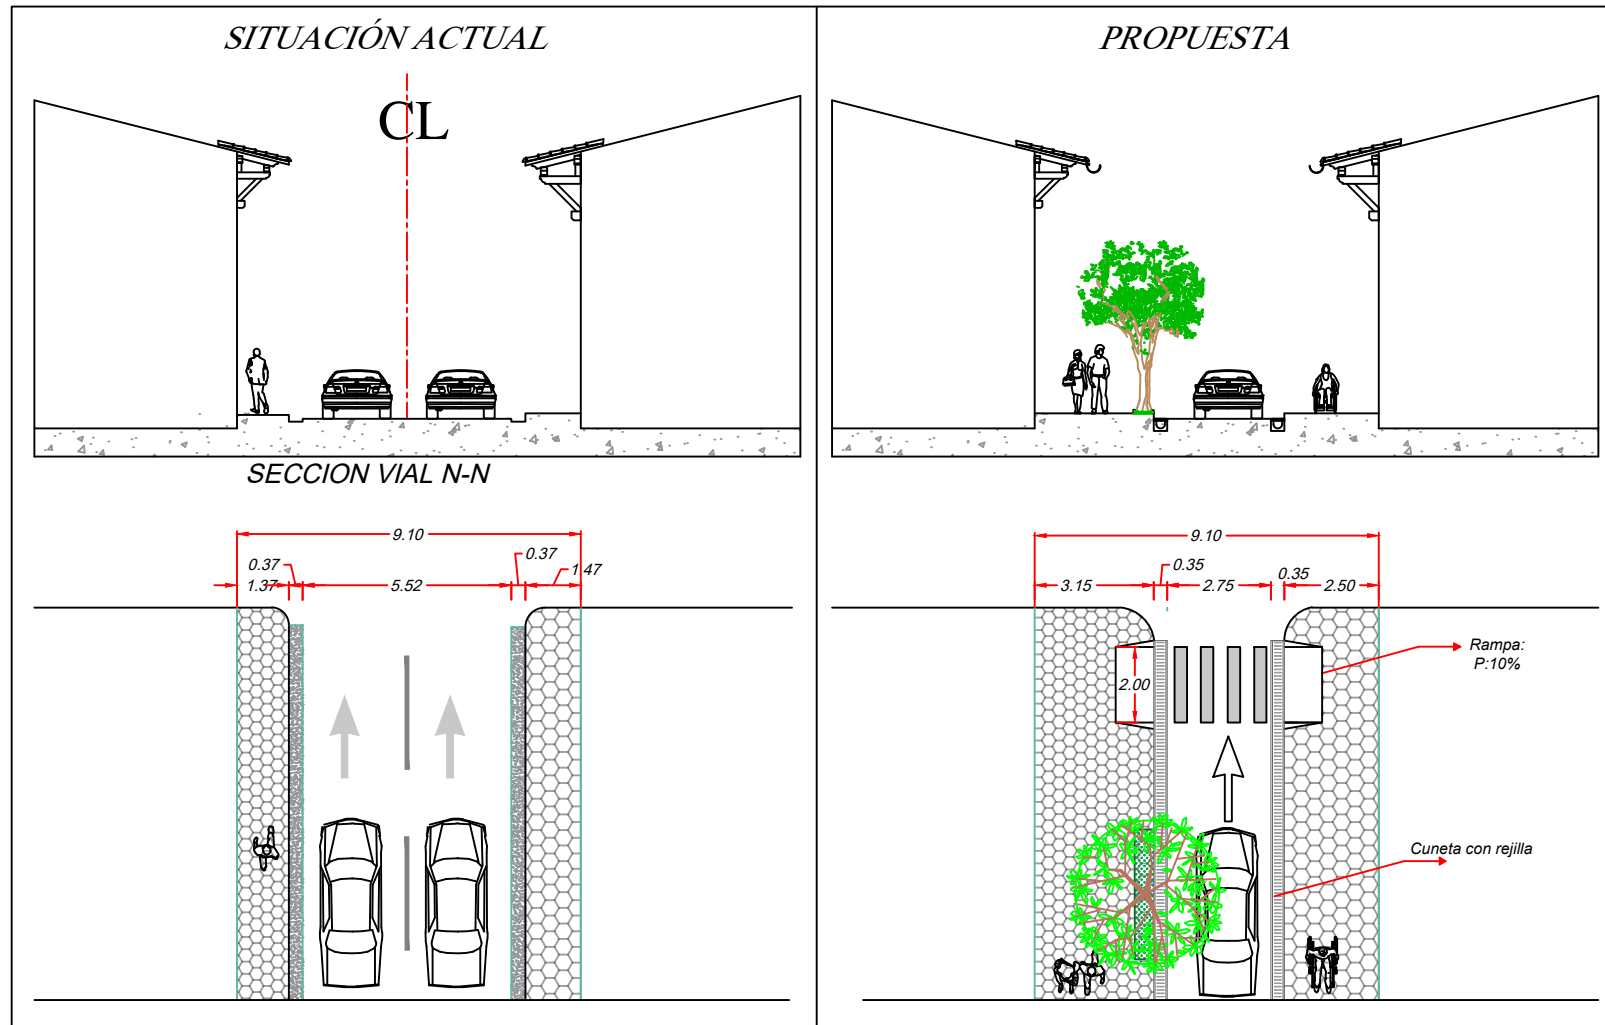 SITUACIÓN ACTUAL
CL
SECCION VIAL N-N
9.10
0.37
1.37
5.52
0.37
1.47
PROPUESTA
9.10
0.35
3.15
2.75
0.35
2.50
2.00
Rampa:
P:10%
Cuneta con rejilla